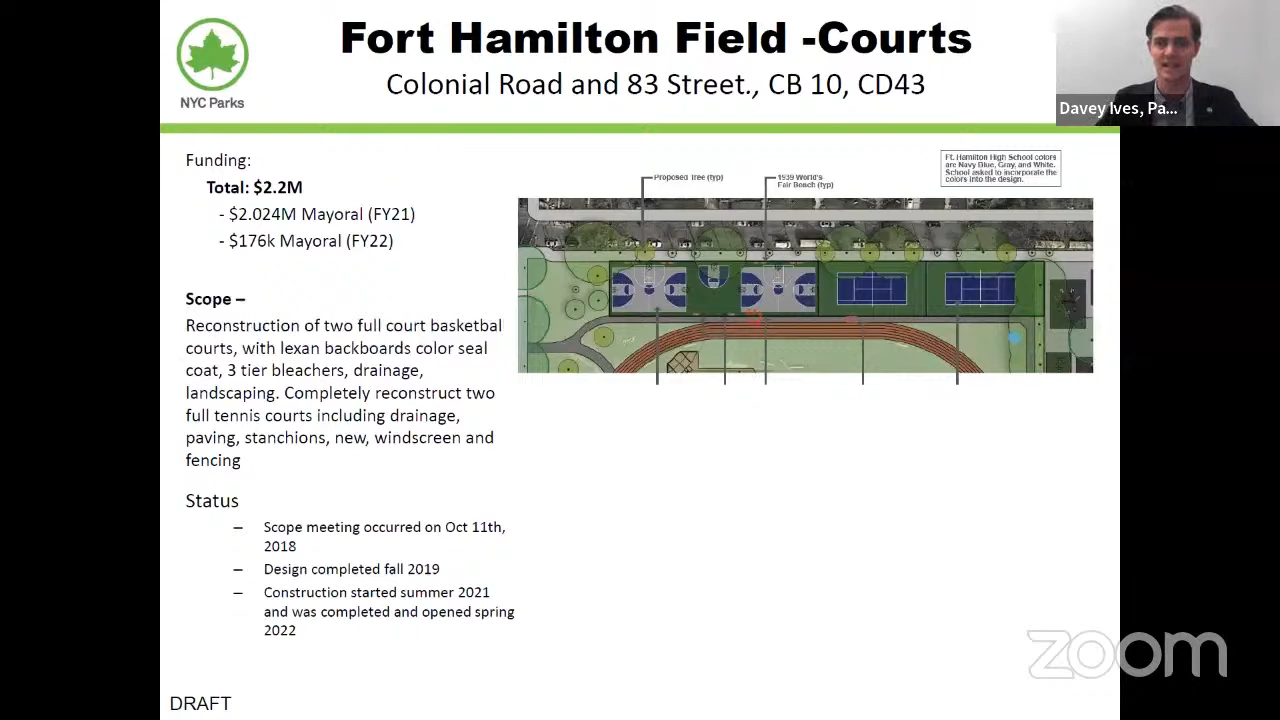 Fort Hamilton Field -Courts
Colonial Road and 83 Street., CB 10, CD43
NYC Parks
Davey Ives, Pa...
Funding:
Total: $2.2M
- $2.024M Mayoral (FY21)
- $176k Mayoral (FY22)
Scope –
Reconstruction of two full court basketbal
courts, with lexan backboards color seal
coat, 3 tier bleachers, drainage,
landscaping. Completely reconstruct two
full tennis courts including drainage,
paving, stanchions, new, windscreen and
fencing
Status
– Scope meeting occurred on Oct 11th,
2018
– Design completed fall 2019
– Construction started summer 2021
and was completed and opened spring
2022
Proposed Tree (typ)
1939 World's
Fair Bench (typ)
Ft. Hamilton High School colors
are Navy Blue, Gray, and White.
School asked to incorporate the
colors into the design.
zoom
DRAFT